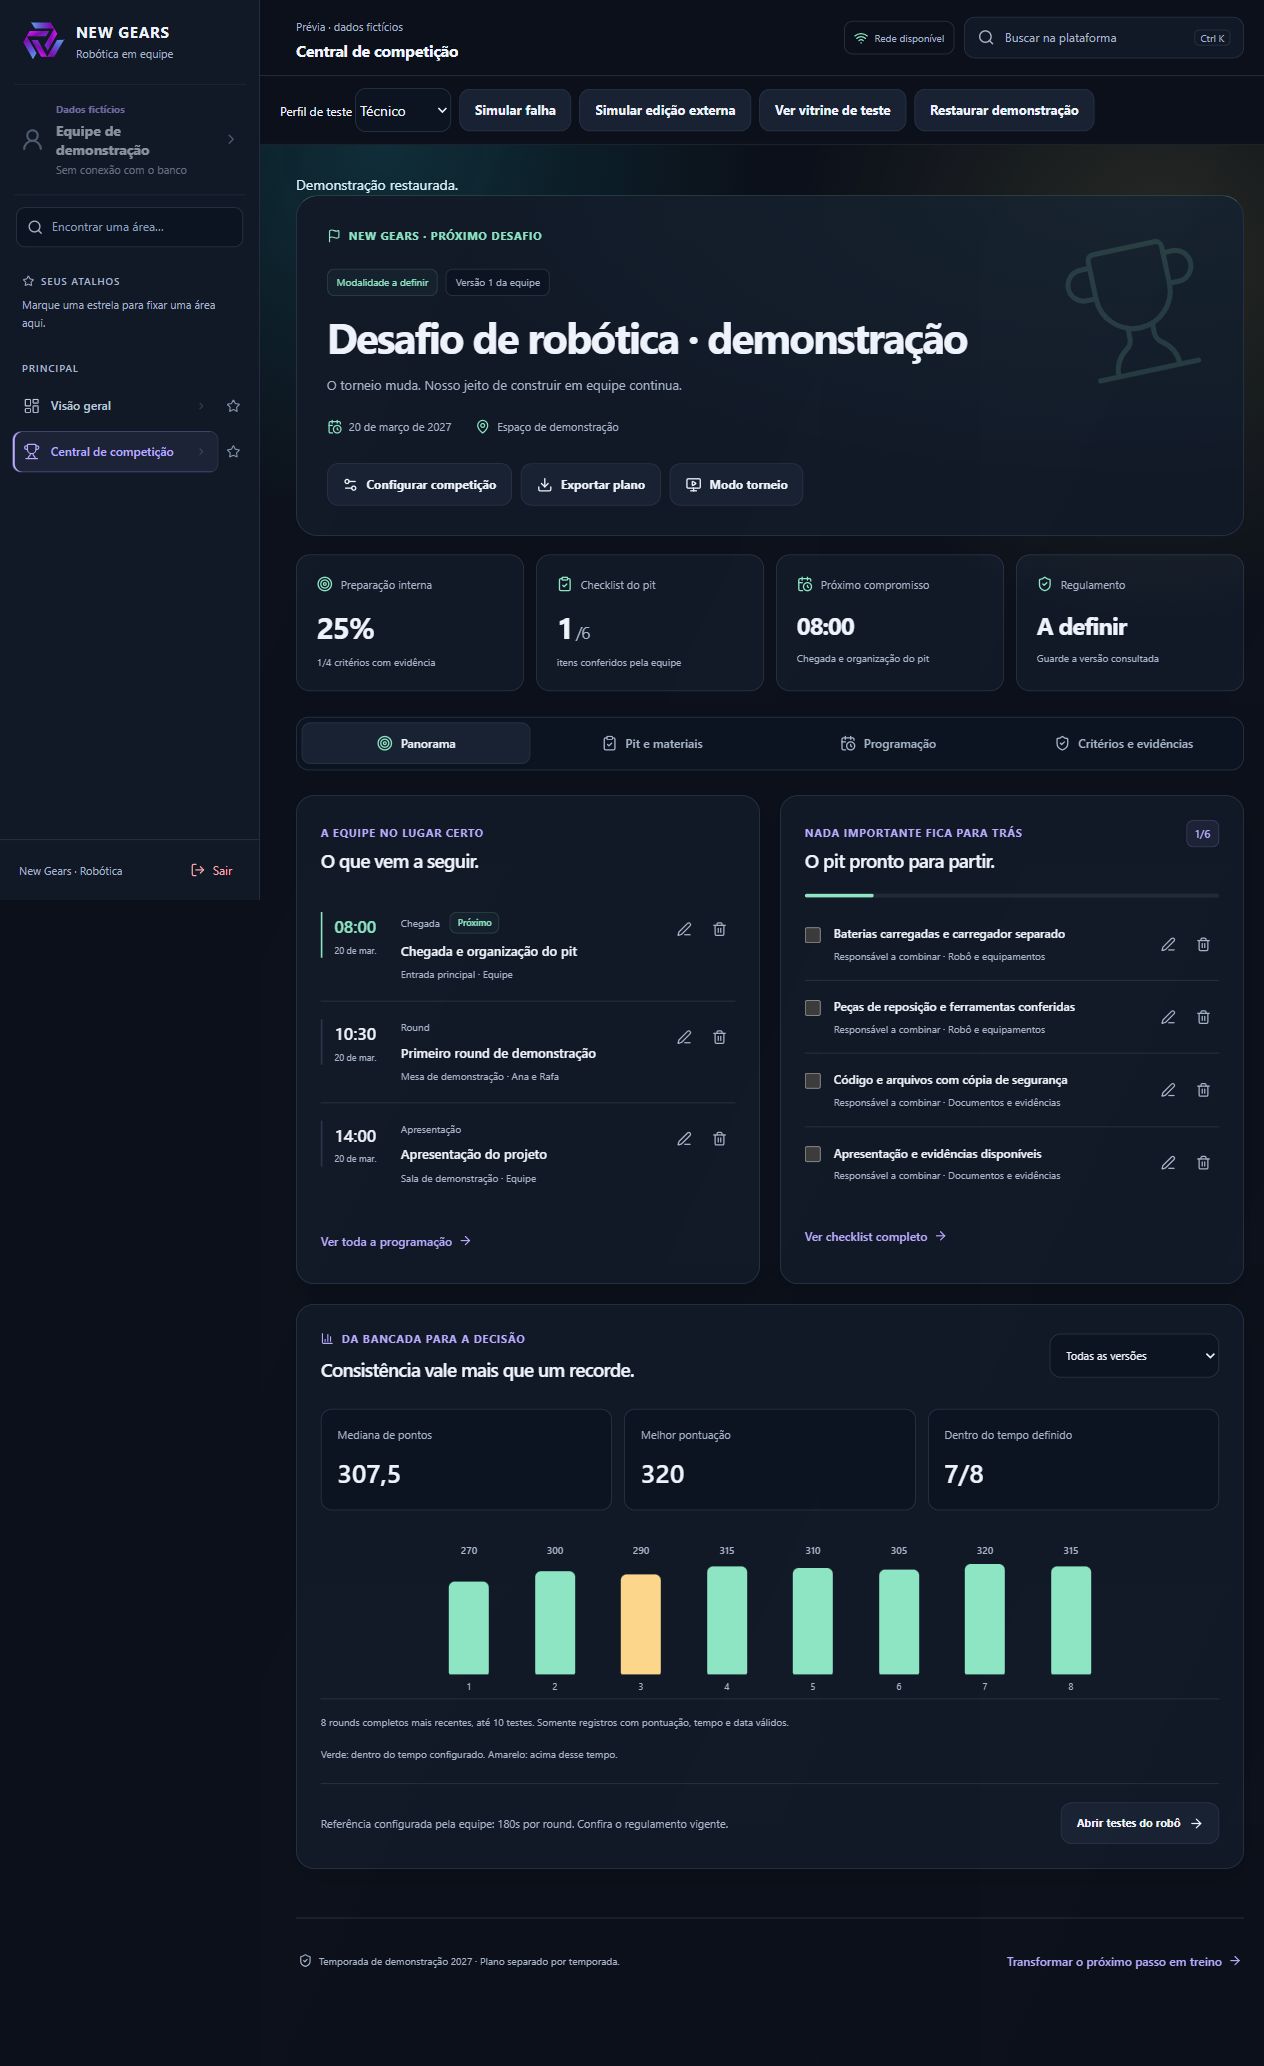 NEW GEARS
Robótica em equipe
Dados fictícios
Equipe de
demonstração
Sem conexão com o banco
Encontrar uma área...
SEUS ATALHOS
Marque uma estrela para fixar uma área
aqui.
PRINCIPAL
Visão geral
Central de competição
New Gears · Robótica
Sair
Prévia · dados fictícios
Central de competição
Rede disponível
Buscar na plataforma
Ctrl K
Perfil de teste
Técnico
Simular falha
Simular edição externa
Ver vitrine de teste
Restaurar demonstração
Demonstração restaurada.
NEW GEARS · PRÓXIMO DESAFIO
Modalidade a definir
Versão 1 da equipe
Desafio de robótica · demonstração
O torneio muda. Nosso jeito de construir em equipe continua.
20 de março de 2027
Espaço de demonstração
Configurar competição
Exportar plano
Modo torneio
Preparação interna
25%
1/4 critérios com evidência
Checklist do pit
1/6
itens conferidos pela equipe
Próximo compromisso
08:00
Chegada e organização do pit
Regulamento
A definir
Guarde a versão consultada
Panorama
Pit e materiais
Programação
Critérios e evidências
A EQUIPE NO LUGAR CERTO
O que vem a seguir.
08:00
20 de mar.
Chegada
Próximo
Chegada e organização do pit
Entrada principal · Equipe
10:30
20 de mar.
Round
Primeiro round de demonstração
Mesa de demonstração · Ana e Rafa
14:00
20 de mar.
Apresentação
Apresentação do projeto
Sala de demonstração · Equipe
Ver toda a programação
NADA IMPORTANTE FICA PARA TRÁS
1/6
O pit pronto para partir.
Baterias carregadas e carregador separado
Responsável a combinar · Robô e equipamentos
Peças de reposição e ferramentas conferidas
Responsável a combinar · Robô e equipamentos
Código e arquivos com cópia de segurança
Responsável a combinar · Documentos e evidências
Apresentação e evidências disponíveis
Responsável a combinar · Documentos e evidências
Ver checklist completo
DA BANCADA PARA A DECISÃO
Consistência vale mais que um recorde.
Todas as versões
Mediana de pontos
307,5
Melhor pontuação
320
Dentro do tempo definido
7/8
270 300 290 315 310 305 320 315
1 2 3 4 5 6 7 8
8 rounds completos mais recentes, até 10 testes. Somente registros com pontuação, tempo e data válidos.
Verde: dentro do tempo configurado. Amarelo: acima desse tempo.
Referência configurada pela equipe: 180s por round. Confira o regulamento vigente.
Abrir testes do robô
Temporada de demonstração 2027 · Plano separado por temporada.
Transformar o próximo passo em treino